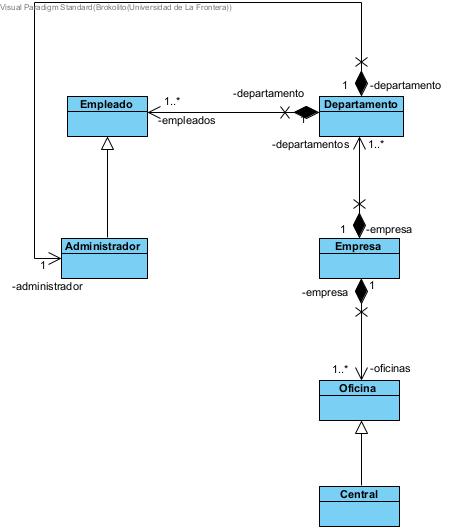 Visual Paradigm Standard(Brokolito(Universidad de La Frontera))
1
-departamento
Empleado
1..*
-empleados
-departamento
1
Departamento
-departamentos
1..*
1
-empresa
Administrador
1
-administrador
Empresa
-empresa
1
1..*
-oficinas
Oficina
Central